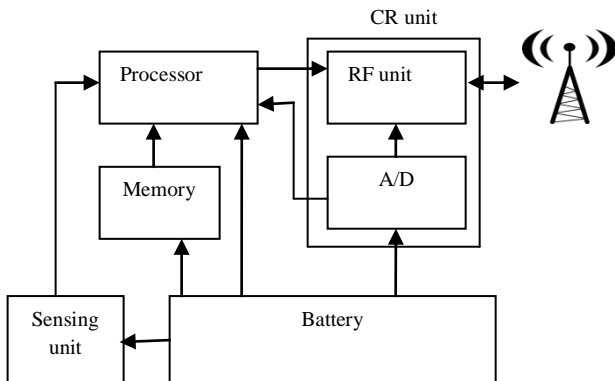 CR unit
Processor
RF unit
Memory
A/D
Sensing
unit
Battery